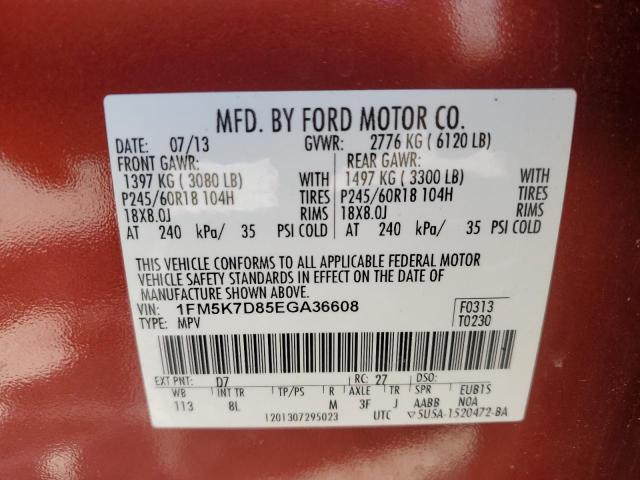 MFD. BY FORD MOTOR CO.
DATE: 07/13 GVWR: 2776 KG ( 6120 LB)
FRONT GAWR: REAR GAWR:
1397 KG ( 3080 LB) WITH 1497 KG ( 3300 LB) WITH
P245/60R18 104H TIRES P245/60R18 104H TIRES
18X8.0J RIMS 18X8.0J RIMS
AT 240 kPa/ 35 PSI COLD AT 240 kPa/ 35 PSI COLD
THIS VEHICLE CONFORMS TO ALL APPLICABLE FEDERAL MOTOR
VEHICLE SAFETY STANDARDS IN EFFECT ON THE DATE OF
MANUFACTURE SHOWN ABOVE.
VIN: 1FM5K7D85EGA36608 F0313
TYPE: MPV T0230
EXT PNT: D7 RC: 27 DSO:
WB INT TR TP/PS R AXLE TR SPR EUB1S
113 8L M 3F J AABB N0A
1201307295023 UTC 5USA-1520472-BA